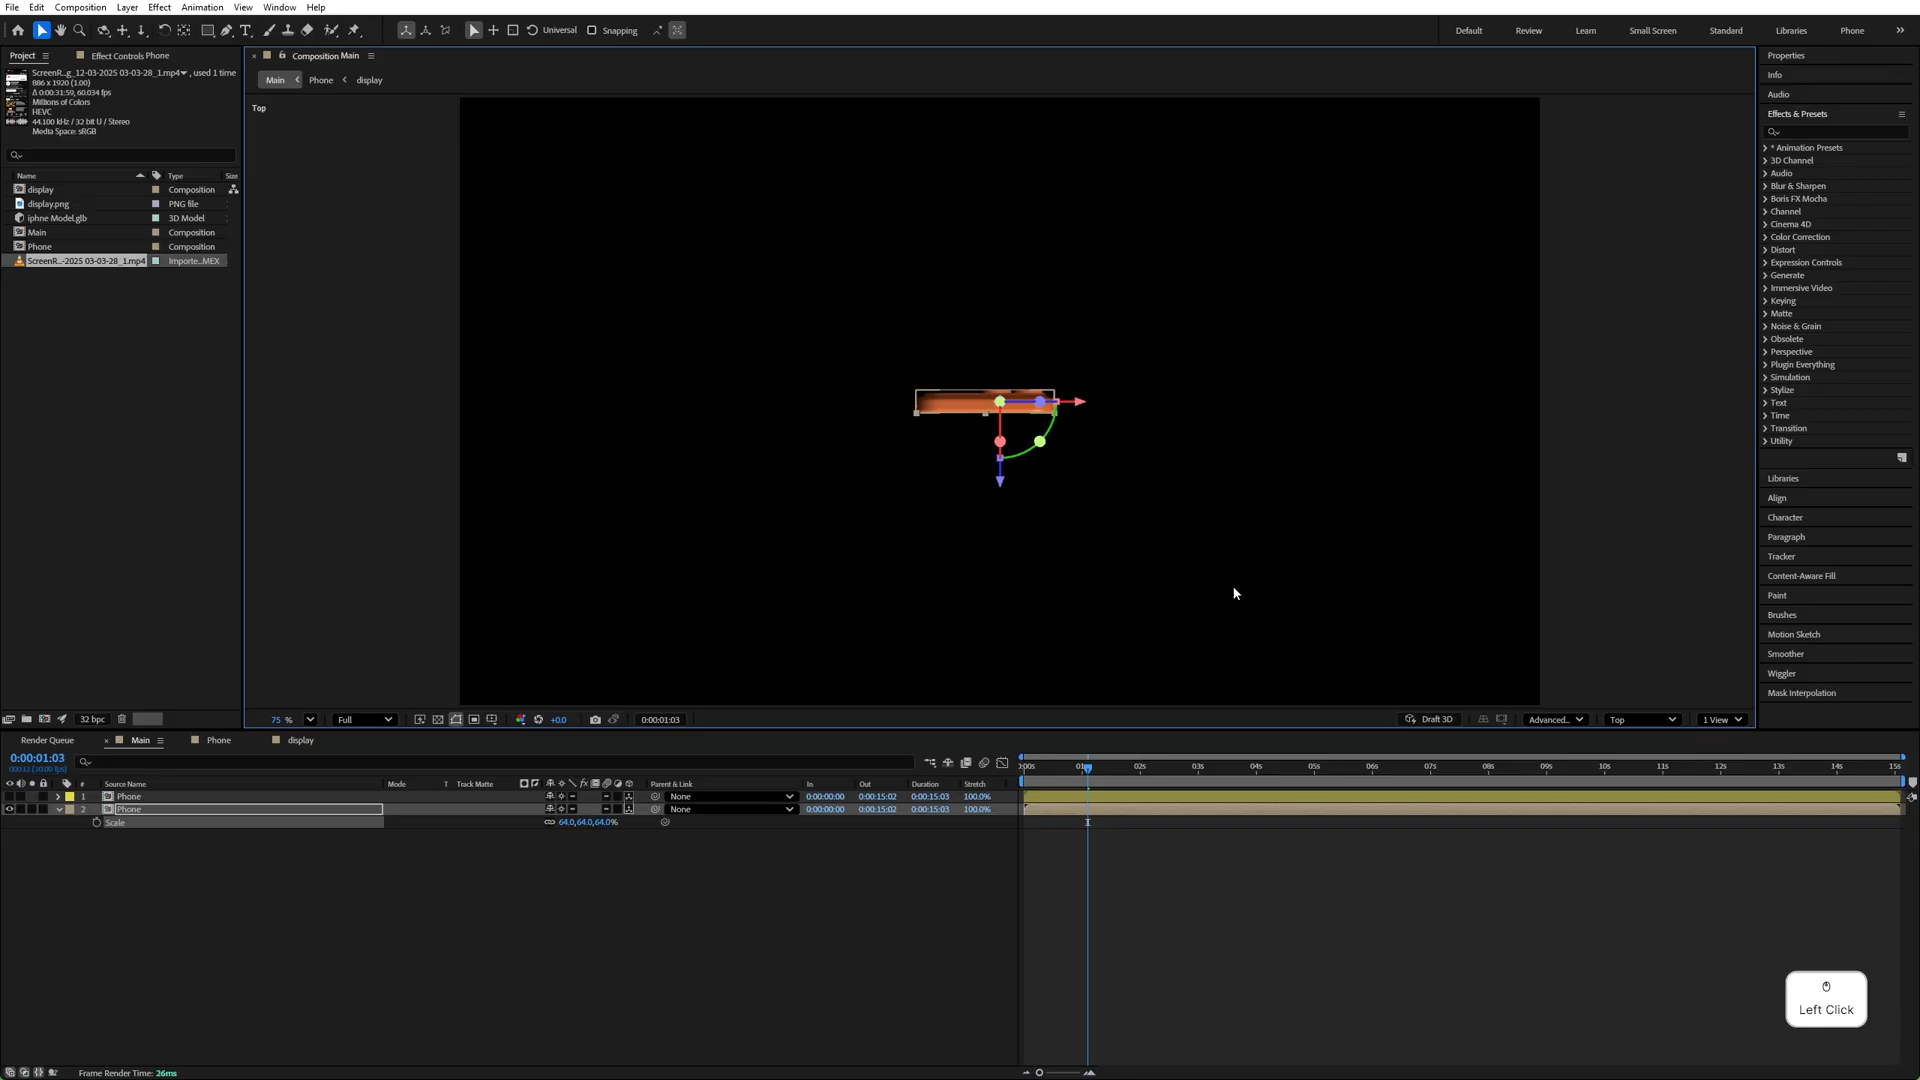 File Edit Composition Layer Effect Animation View Window Help
Universal Snapping Default Review Learn Small Screen Standard Libraries Phone
Project Effect Controls Phone
ScreenR...g_12-03-2025 03-03-28_1.mp4 , used 1 time
886 x 1920 (1.00)
Δ 0:00:31:59, 60.034 fps
Millions of Colors
HEVC
44.100 kHz / 32 bit U / Stereo
Media Space: sRGB
Name Type Size
display Composition
display.png PNG file
iphne Model.glb 3D Model
Main Composition
Phone Composition
ScreenR...-2025 03-03-28_1.mp4 Importe...MEX
32 bpc
Composition Main
Main Phone display
Top
75 % Full +0.0 0:00:01:03 Draft 3D Advanced... Top 1 View
Properties
Info
Audio
Effects & Presets
* Animation Presets
3D Channel
Audio
Blur & Sharpen
Boris FX Mocha
Channel
Cinema 4D
Color Correction
Distort
Expression Controls
Generate
Immersive Video
Keying
Matte
Noise & Grain
Obsolete
Perspective
Plugin Everything
Simulation
Stylize
Text
Time
Transition
Utility
Libraries
Align
Character
Paragraph
Tracker
Content-Aware Fill
Paint
Brushes
Motion Sketch
Smoother
Wiggler
Mask Interpolation
Render Queue Main Phone display
0:00:01:03
# Source Name Mode T Track Matte Parent & Link In Out Duration Stretch
1 Phone None 0:00:00:00 0:00:15:02 0:00:15:03 100.0%
2 Phone None 0:00:00:00 0:00:15:02 0:00:15:03 100.0%
Scale 64.0,64.0,64.0%
02s 03s 04s 05s 06s 07s 08s 09s 10s 11s 12s 13s 14s 15s
Left Click
Frame Render Time: 26ms